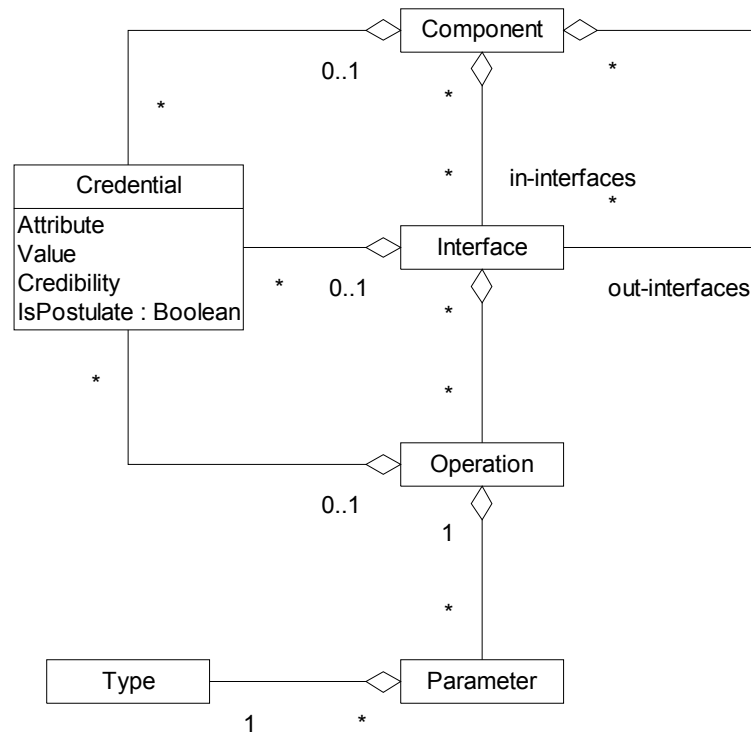 Component
0..1
*
*
*
Credential
Attribute
Value
Credibility
IsPostulate : Boolean
*
in-interfaces
*
Interface
*
0..1
out-interfaces
*
*
*
Operation
0..1
1
*
Type
Parameter
1
*